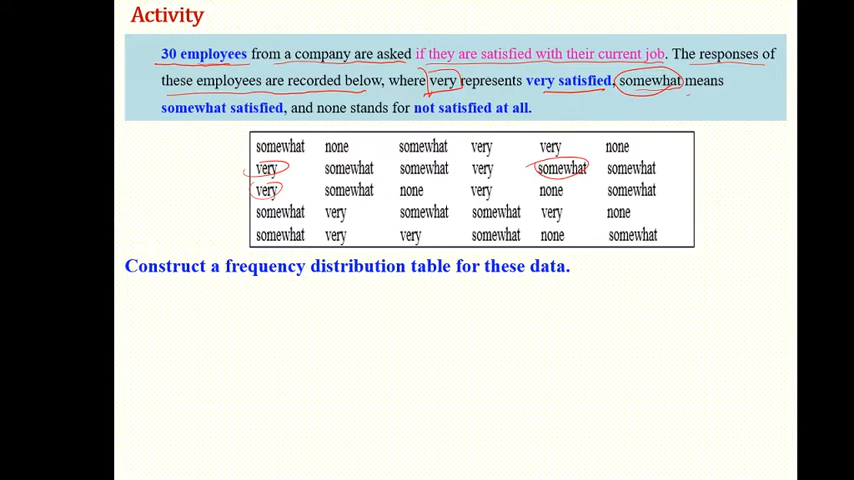 Activity
30 employees from a company are asked if they are satisfied with their current job. The responses of
these employees are recorded below, where very represents very satisfied, somewhat means
somewhat satisfied, and none stands for not satisfied at all.
somewhat none somewhat very very none
very somewhat somewhat very somewhat somewhat
very somewhat none very none somewhat
somewhat very somewhat somewhat very none
somewhat very very somewhat none somewhat
Construct a frequency distribution table for these data.